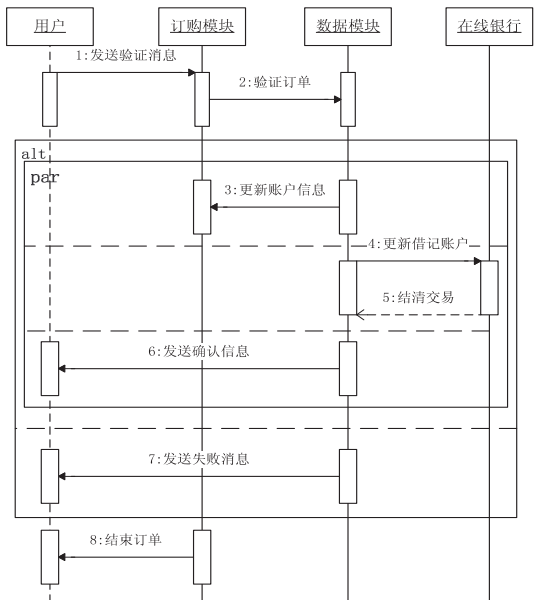 用户
订购模块
数据模块
在线银行
1:发送验证消息
2:验证订单
alt
par
3:更新账户信息
4:更新借记账户
5:结清交易
6:发送确认信息
7:发送失败消息
8:结束订单